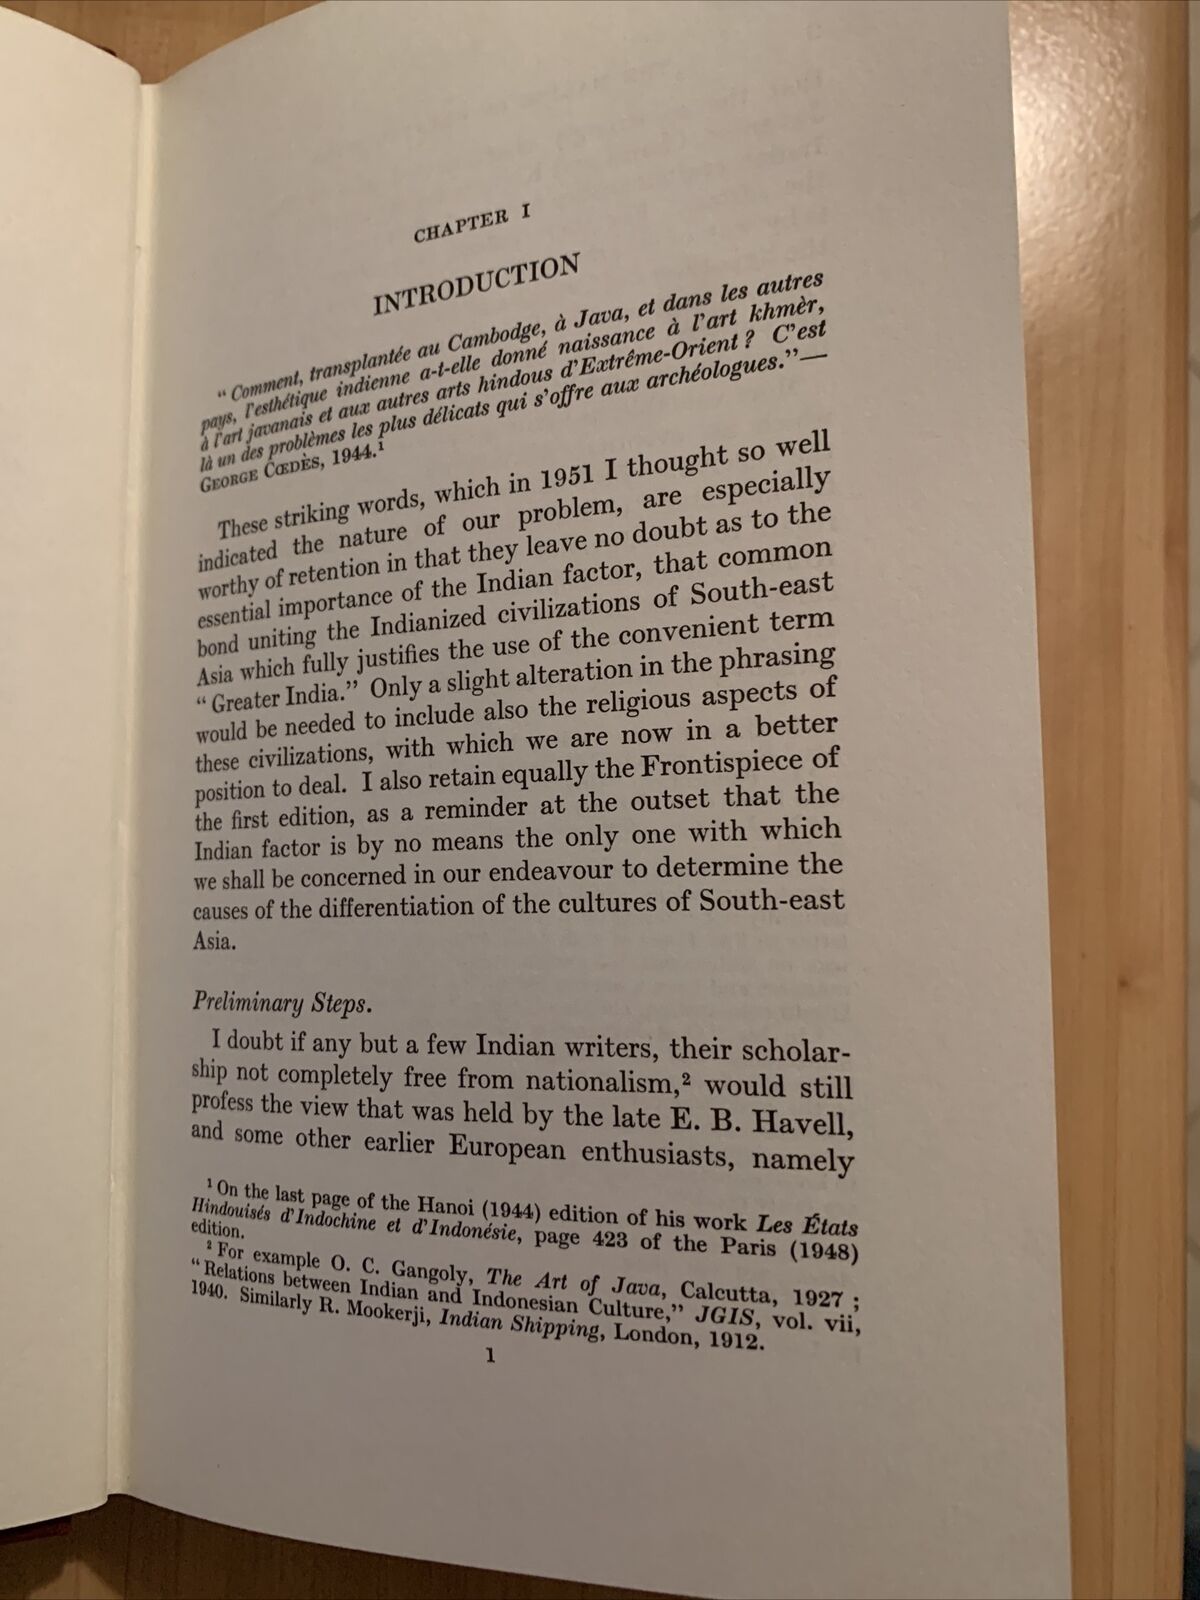 CHAPTER I
INTRODUCTION
“ Comment, transplantée au Cambodge, à Java, et dans les autres
pays, l'esthétique indienne a-t-elle donné naissance à l'art khmèr,
à l'art javanais et aux autres arts hindous d'Extrême-Orient ? C'est
là un des problèmes les plus délicats qui s'offre aux archéologues.”—
GEORGE CŒDÈS, 1944.¹
These striking words, which in 1951 I thought so well
indicated the nature of our problem, are especially
worthy of retention in that they leave no doubt as to the
essential importance of the Indian factor, that common
bond uniting the Indianized civilizations of South-east
Asia which fully justifies the use of the convenient term
“ Greater India.” Only a slight alteration in the phrasing
would be needed to include also the religious aspects of
these civilizations, with which we are now in a better
position to deal. I also retain equally the Frontispiece of
the first edition, as a reminder at the outset that the
Indian factor is by no means the only one with which
we shall be concerned in our endeavour to determine the
causes of the differentiation of the cultures of South-east
Asia.
Preliminary Steps.
I doubt if any but a few Indian writers, their scholar-
ship not completely free from nationalism,² would still
profess the view that was held by the late E. B. Havell,
and some other earlier European enthusiasts, namely
¹ On the last page of the Hanoi (1944) edition of his work Les États
Hindouisés d'Indochine et d'Indonésie, page 423 of the Paris (1948)
edition.
² For example O. C. Gangoly, The Art of Java, Calcutta, 1927 ;
“ Relations between Indian and Indonesian Culture,” JGIS, vol. vii,
1940. Similarly R. Mookerji, Indian Shipping, London, 1912.
1